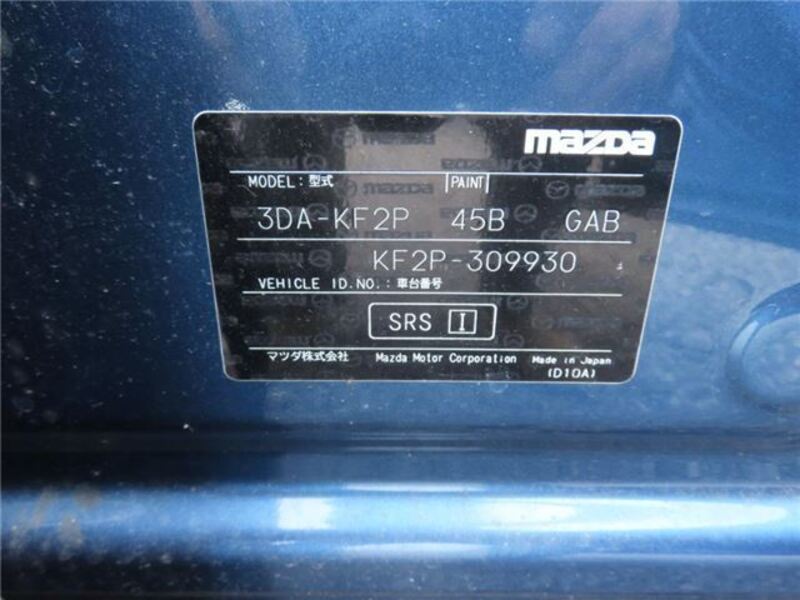 mazda
MODEL：型式 PAINT
3DA-KF2P 45B GAB
KF2P-309930
VEHICLE ID.NO.：車台番号
SRS I
マツダ株式会社 Mazda Motor Corporation Made in Japan
(D10A)